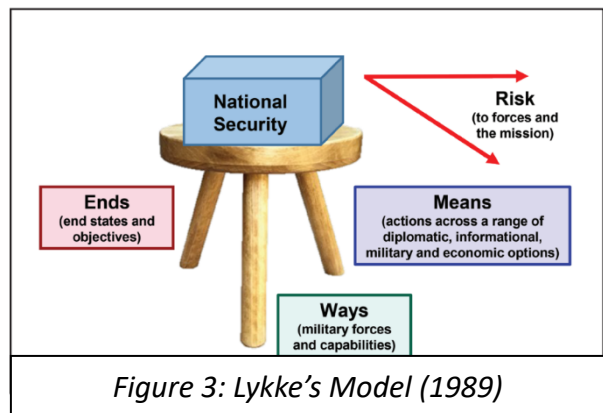 National
Security
Risk
(to forces and
the mission)
Ends
(end states and
objectives)
Means
(actions across a range of
diplomatic, informational,
military and economic options)
Ways
(military forces
and capabilities)
Figure 3: Lykke's Model (1989)